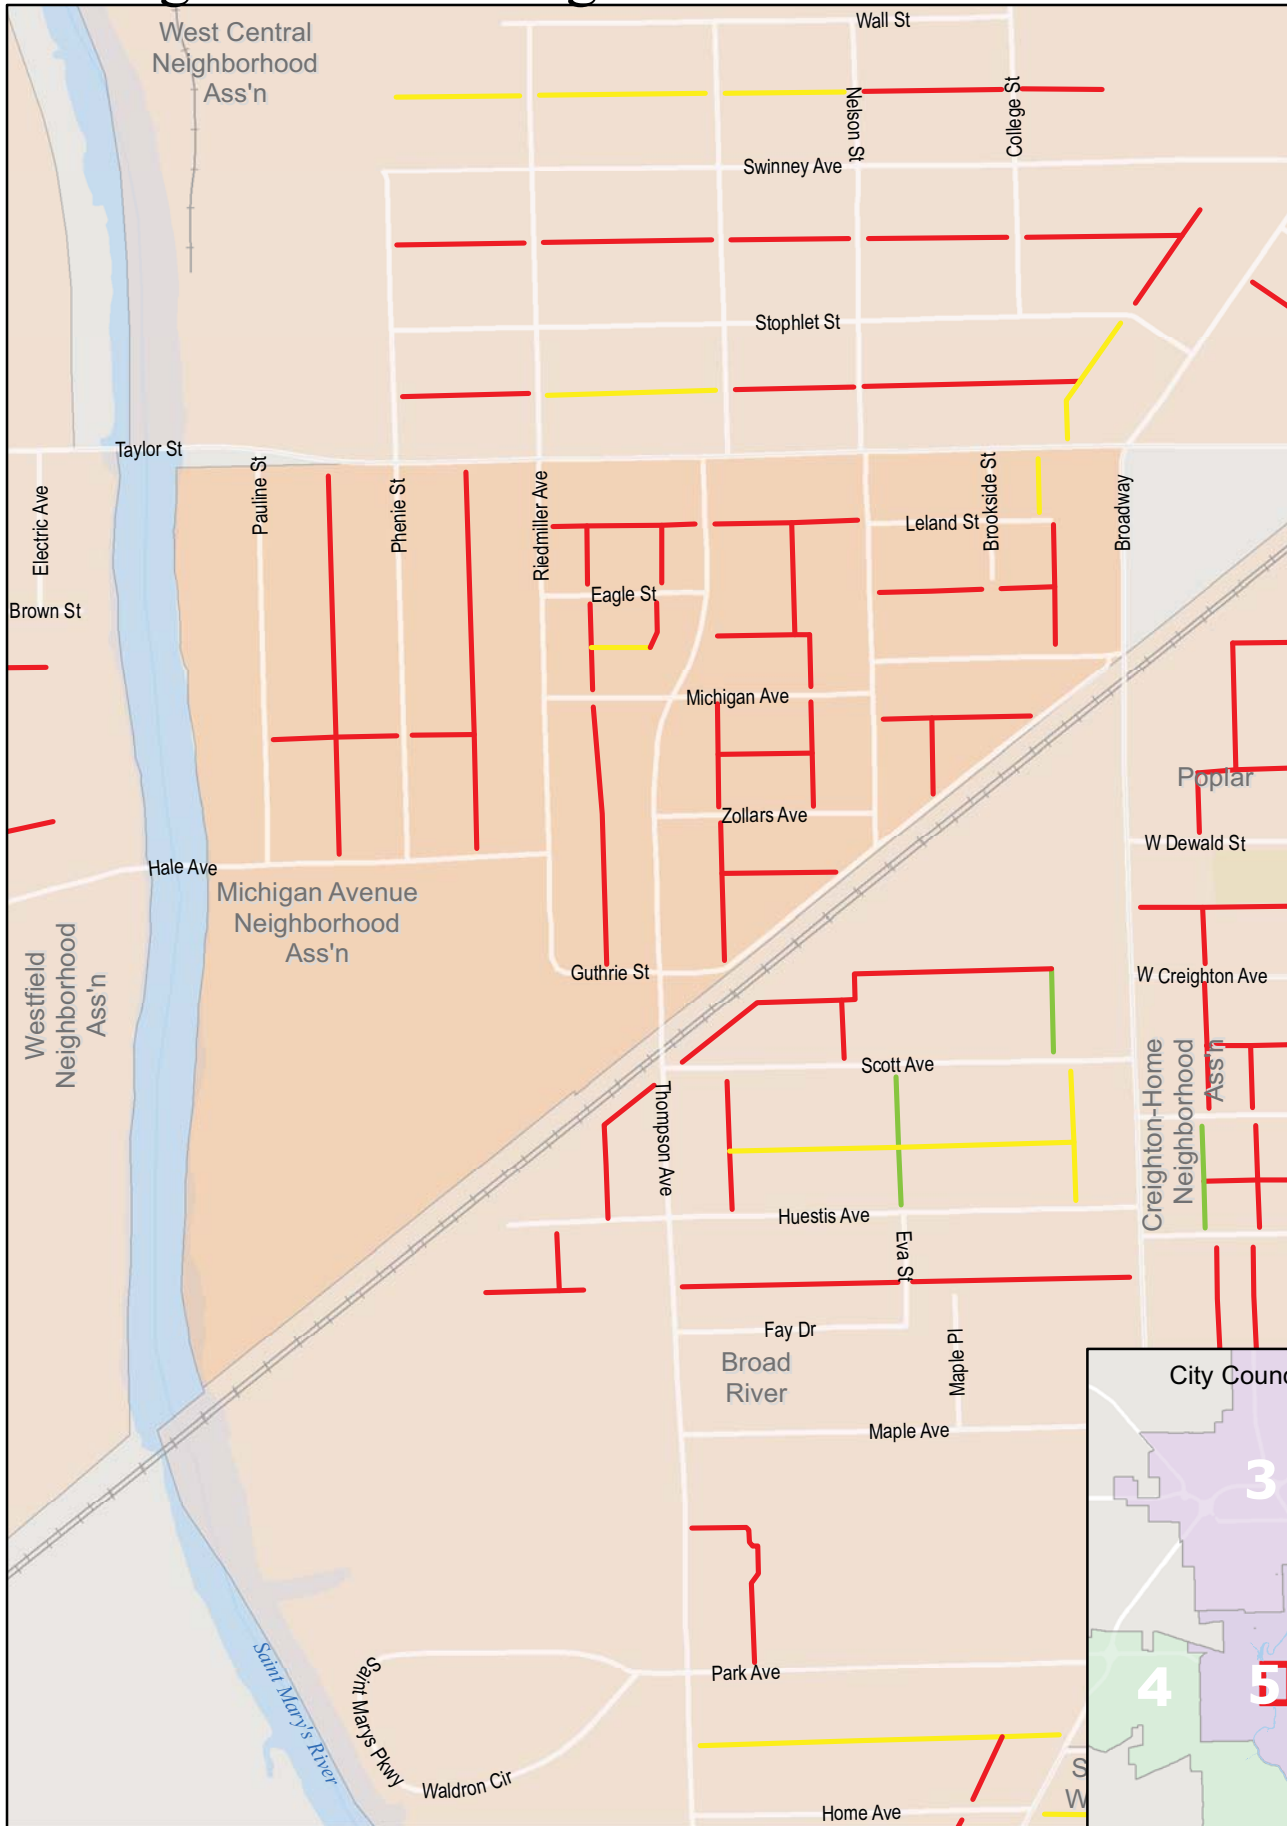 West Central
Neighborhood
Ass'n
Wall St
Nelson St
College St
Swinney Ave
Stophlet St
Taylor St
Electric Ave
Pauline St
Phenie St
Riedmiller Ave
Leland St
Brookside St
Broadway
Brown St
Eagle St
Michigan Ave
Poplar
Zollars Ave
W Dewald St
Hale Ave
Michigan Avenue
Neighborhood
Ass'n
Westfield
Neighborhood
Ass'n
Guthrie St
W Creighton Ave
Scott Ave
Creighton-Home
Neighborhood
Ass'n
Thompson Ave
Huestis Ave
Eva St
Fay Dr
Maple Pl
Broad
River
City Counc
Maple Ave
3
Saint Mary's River
Saint Marys Pkwy
Park Ave
4
5
Waldron Cir
S
W
Home Ave